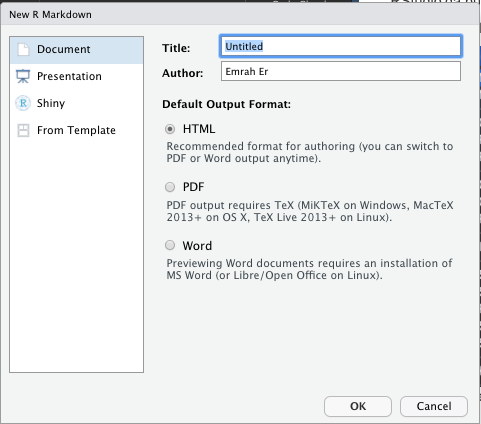 New R Markdown
Document
Presentation
R Shiny
From Template
Title: Untitled
Author: Emrah Er
Default Output Format:
HTML
Recommended format for authoring (you can switch to
PDF or Word output anytime).
PDF
PDF output requires TeX (MiKTeX on Windows, MacTeX
2013+ on OS X, TeX Live 2013+ on Linux).
Word
Previewing Word documents requires an installation of
MS Word (or Libre/Open Office on Linux).
OK Cancel